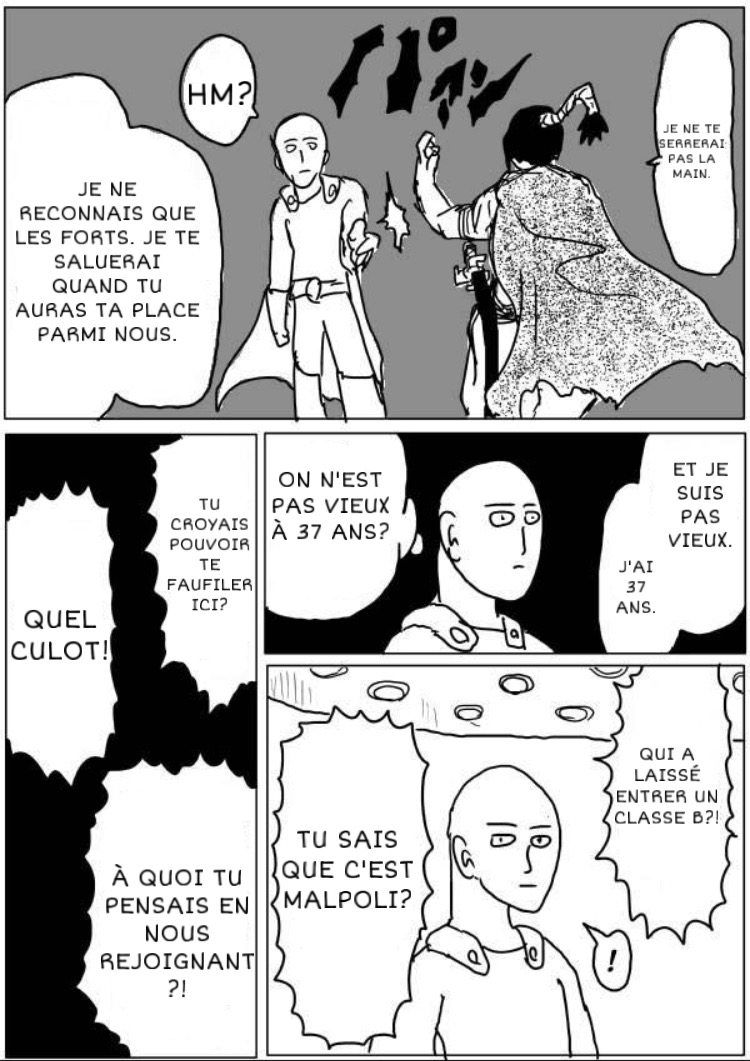 JE NE TE
SERRERAI
PAS LA
MAIN.
パァン
HM?
JE NE
RECONNAIS QUE
LES FORTS. JE TE
SALUERAI
QUAND TU
AURAS TA PLACE
PARMI NOUS.
ET JE
SUIS
PAS
VIEUX.
J'AI
37
ANS.
ON N'EST
PAS VIEUX
À 37 ANS?
TU
CROYAIS
POUVOIR
TE
FAUFILER
ICI?
QUEL
CULOT!
À QUOI TU
PENSAIS EN
NOUS
REJOIGNANT
?!
QUI A
LAISSÉ
ENTRER UN
CLASSE B?!
!
TU SAIS
QUE C'EST
MALPOLI?